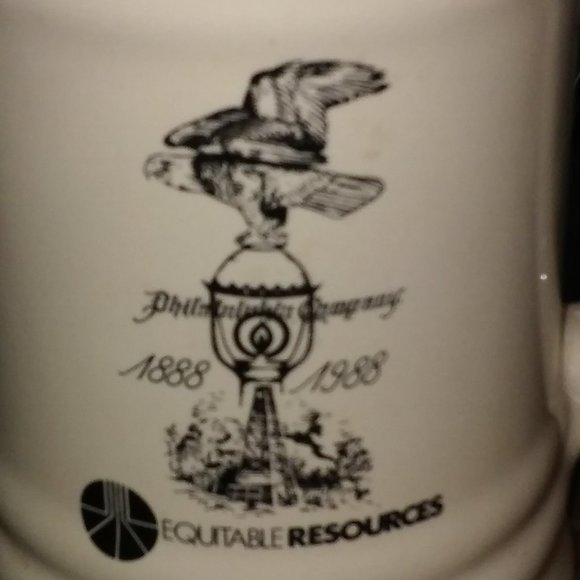 Philadelphia Company
1888 1988
EQUITABLE RESOURCES